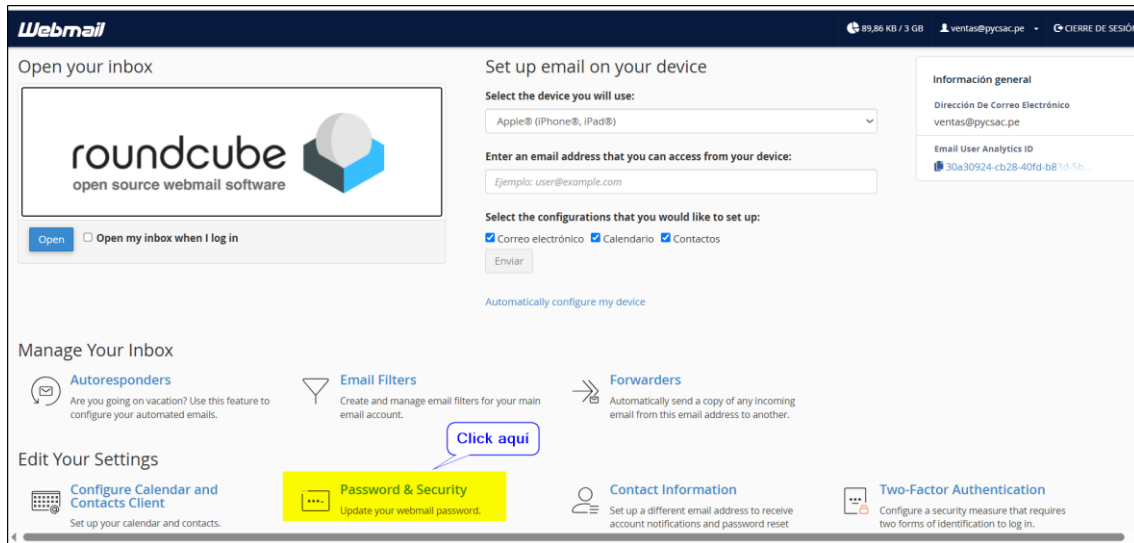 Webmail
89,86 KB / 3 GB
ventas@pycsac.pe
CIERRE DE SESIÓN
Open your inbox
roundcube
open source webmail software
Open
Open my inbox when I log in
Set up email on your device
Select the device you will use:
Apple® (iPhone®, iPad®)
Enter an email address that you can access from your device:
Ejemplo: user@example.com
Select the configurations that you would like to set up:
Correo electrónico Calendario Contactos
Enviar
Automatically configure my device
Información general
Dirección De Correo Electrónico
ventas@pycsac.pe
Email User Analytics ID
30a30924-cb28-40fd-b83d-5b...
Manage Your Inbox
Autoresponders
Are you going on vacation? Use this feature to
configure your automated emails.
Email Filters
Create and manage email filters for your main
email account.
Forwarders
Automatically send a copy of any incoming
email from this email address to another.
Click aquí
Edit Your Settings
Configure Calendar and
Contacts Client
Set up your calendar and contacts.
Password & Security
Update your webmail password.
Contact Information
Set up a different email address to receive
account notifications and password reset
Two-Factor Authentication
Configure a security measure that requires
two forms of identification to log in.